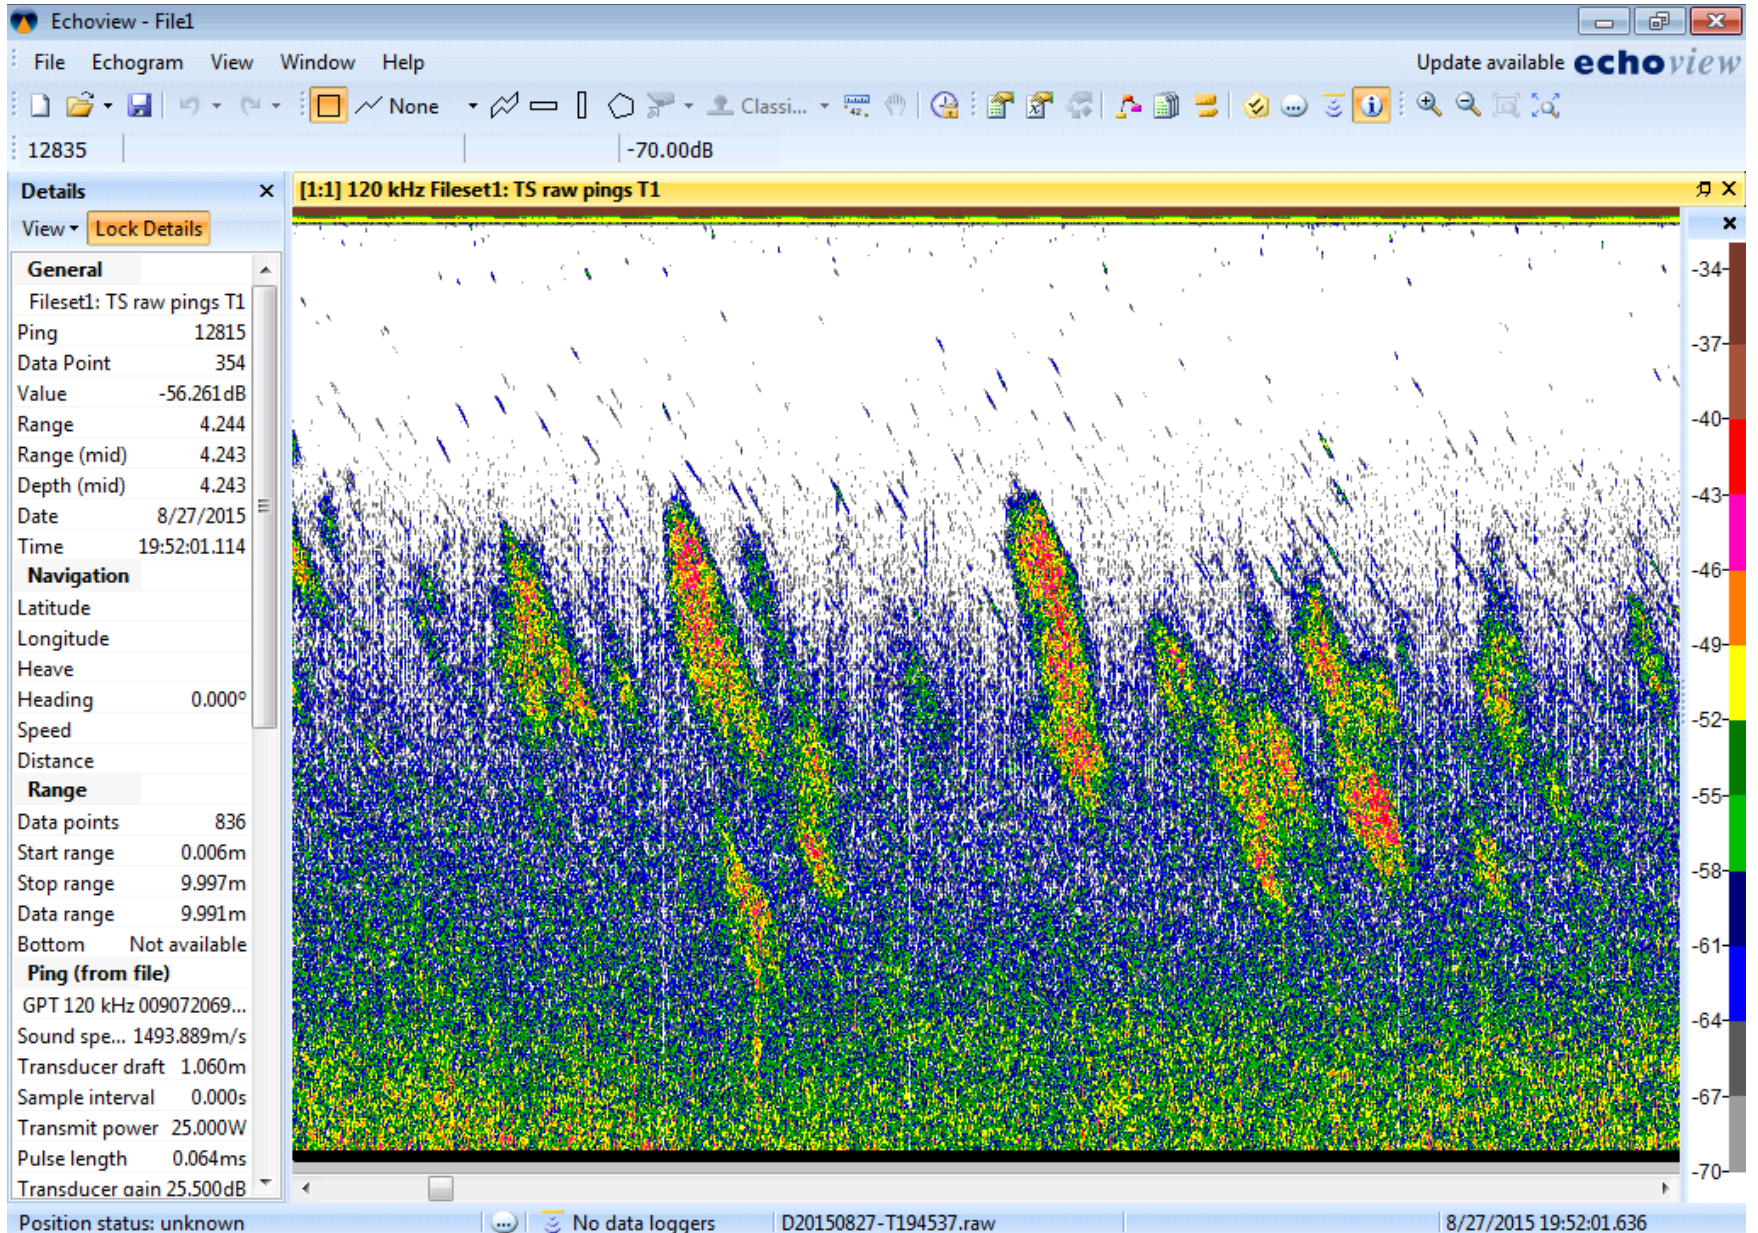 Echoview - File1
File Echogram View Window Help
Update available echoview
None Classi...
12835 -70.00dB
Details
View Lock Details
General
Fileset1: TS raw pings T1
Ping 12815
Data Point 354
Value -56.261dB
Range 4.244
Range (mid) 4.243
Depth (mid) 4.243
Date 8/27/2015
Time 19:52:01.114
Navigation
Latitude
Longitude
Heave
Heading 0.000º
Speed
Distance
Range
Data points 836
Start range 0.006m
Stop range 9.997m
Data range 9.991m
Bottom Not available
Ping (from file)
GPT 120 kHz 009072069...
Sound spe... 1493.889m/s
Transducer draft 1.060m
Sample interval 0.000s
Transmit power 25.000W
Pulse length 0.064ms
Transducer gain 25.500dB
[1:1] 120 kHz Fileset1: TS raw pings T1
-34
-37
-40
-43
-46
-49
-52
-55
-58
-61
-64
-67
-70
Position status: unknown No data loggers D20150827-T194537.raw 8/27/2015 19:52:01.636